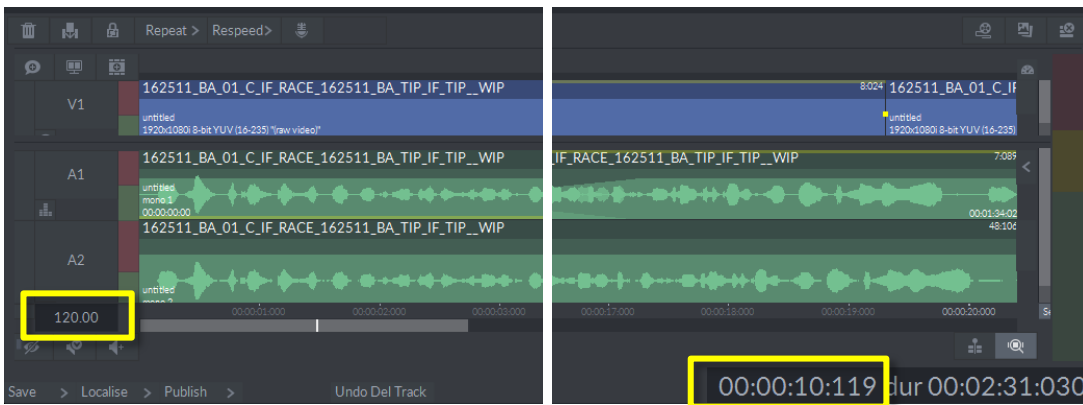 Repeat > Respeed>
162511_BA_01_C_IF_RACE_162511_BA_TIP_IF_TIP__WIP
V1
untitled
1920x1080i 8-bit YUV (16-235) "(raw video)"
8:024
162511_BA_01_C_IF
untitled
1920x1080i 8-bit YUV (16-235)
162511_BA_01_C_IF_RACE_162511_BA_TIP_IF_TIP__WIP
A1
untitled
mono 1
00:00:00:00
_IF_RACE_162511_BA_TIP_IF_TIP__WIP
7:089
<
00:01:34:02
162511_BA_01_C_IF_RACE_162511_BA_TIP_IF_TIP__WIP
48:106
A2
untitled
mono 2
120.00
00:00:01:000 00:00:02:000 00:00:03:000
00:00:17:000 00:00:18:000 00:00:19:000 00:00:20:000
Save > Localise > Publish > Undo Del Track
00:00:10:119 dur 00:02:31:030